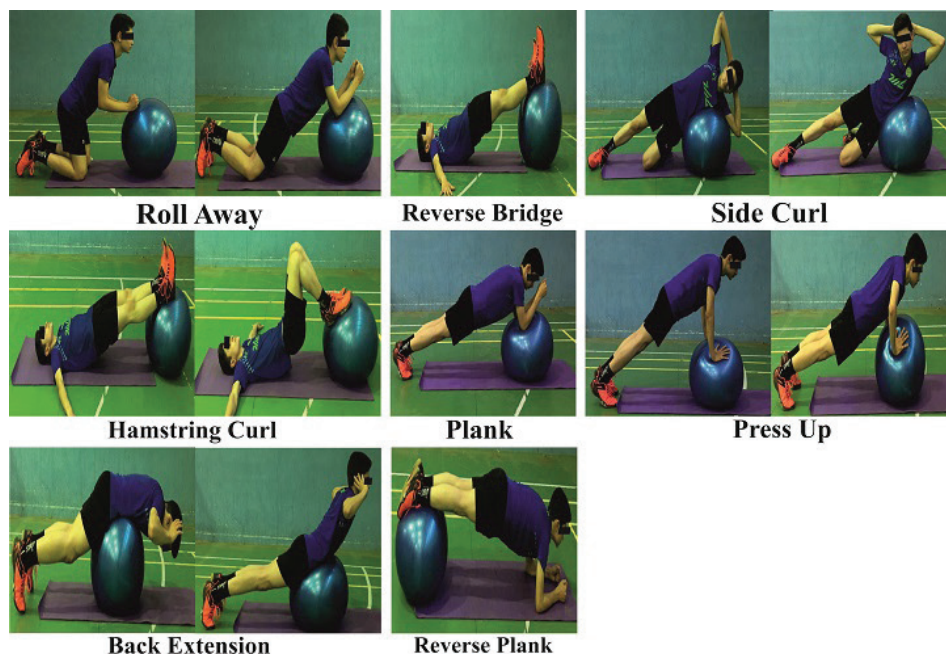 Roll Away
Reverse Bridge
Side Curl
Hamstring Curl
Plank
Press Up
Back Extension
Reverse Plank